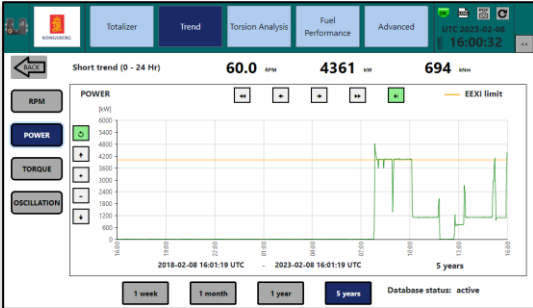 KONGSBERG
Totalizer
Trend
Torsion Analysis
Fuel
Performance
Advanced
UTC 2023-02-08
16:00:32
<<
BACK
Short trend (0 - 24 Hr)
60.0 RPM
4361 kW
694 kNm
RPM
POWER
TORQUE
OSCILLATION
POWER
EEXI limit
[kW]
6000
5400
4800
4200
3600
3000
2400
1800
1200
600
0
16:00
19:00
22:00
01:00
04:00
07:00
10:00
13:00
16:00
2018-02-08 16:01:19 UTC - 2023-02-08 16:01:19 UTC
5 years
1 week
1 month
1 year
5 years
Database status: active